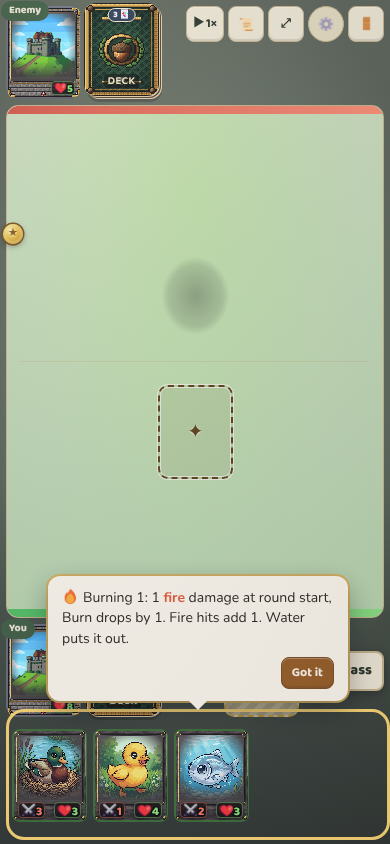 Enemy
5
3
DECK
1×
🔥 Burning 1: 1 fire damage at round start,
Burn drops by 1. Fire hits add 1. Water
puts it out.
Got it
You
ass
3
3
1
4
2
3